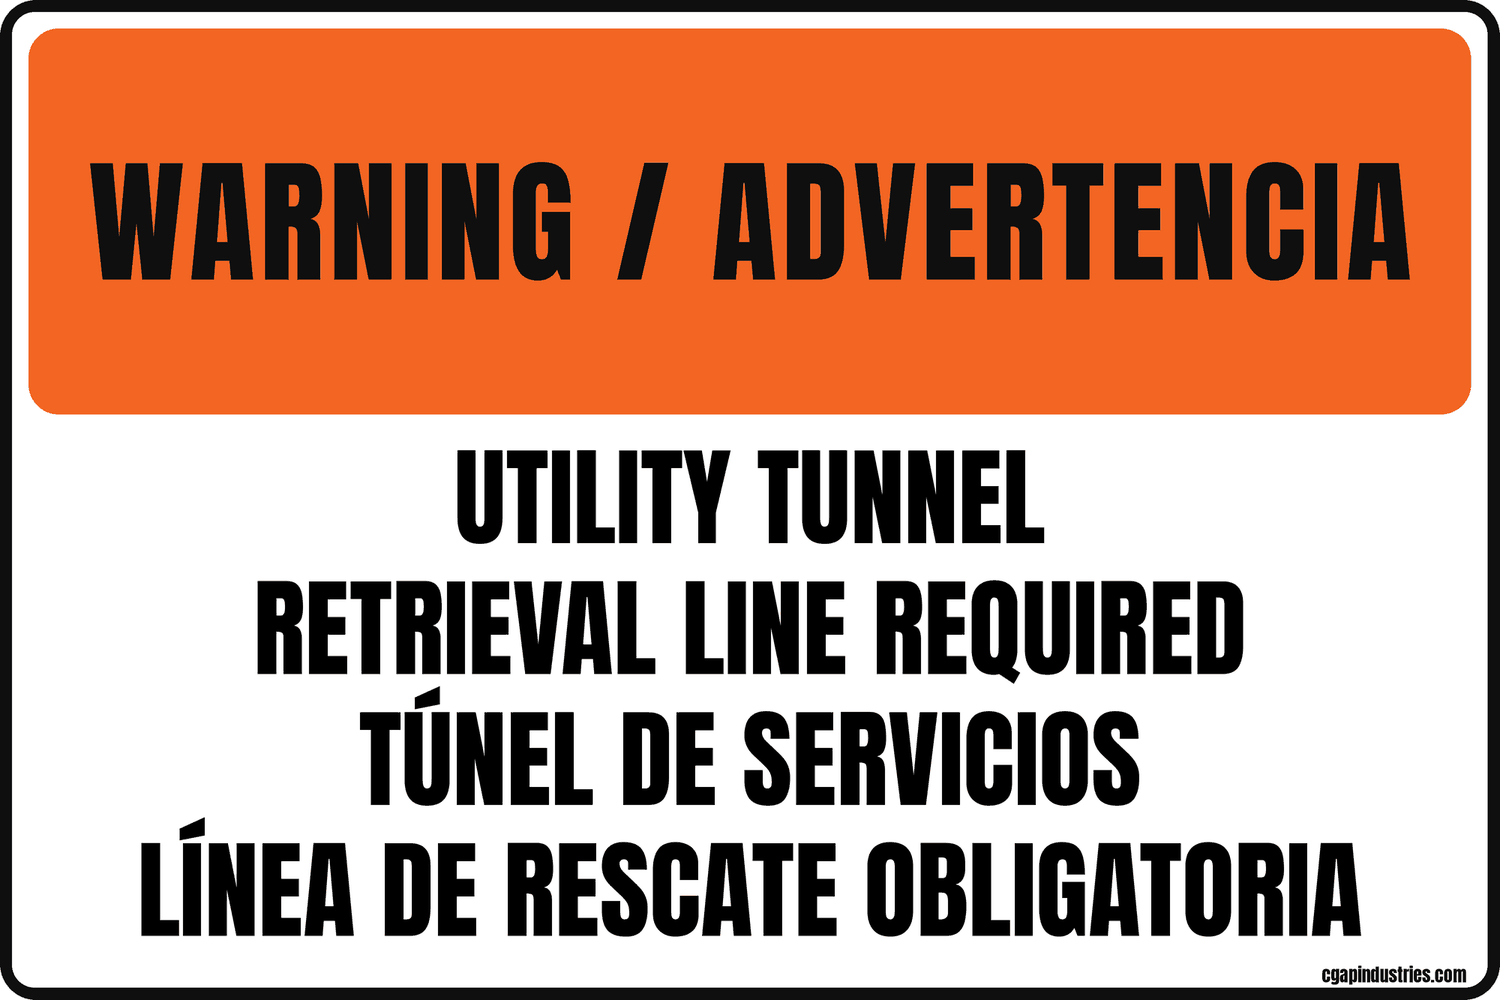 WARNING / ADVERTENCIA
UTILITY TUNNEL
RETRIEVAL LINE REQUIRED
TÚNEL DE SERVICIOS
LÍNEA DE RESCATE OBLIGATORIA
cgapindustries.com